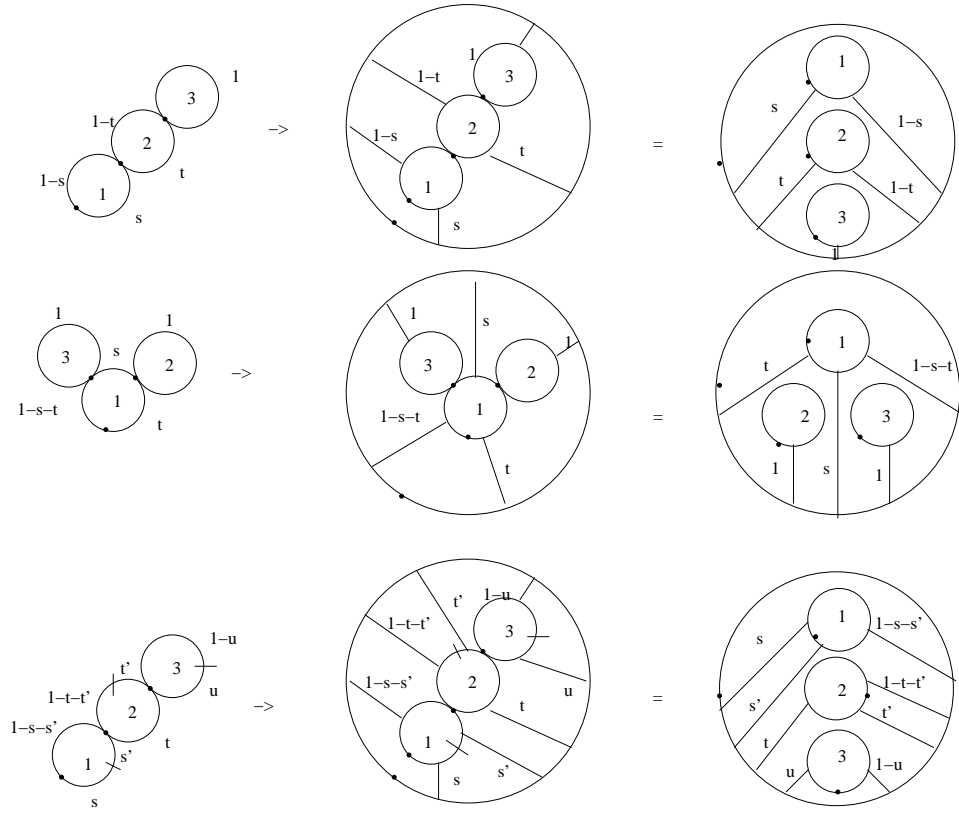 1 1–t 3 2 t 1–s 1 s
–>
1–t 1 3 1–s 2 t 1 s
=
1 s 1–s 2 t 1–t 3 1
1 1 3 s 2 1–s–t 1 t
–>
1 s 1 3 2 1–s–t 1 t
=
1 t 1–s–t 2 3 1 s 1
1–u t' 3 1–t–t' u 2 1–s–s' t 1 s' s
–>
t' 1–u 1–t–t' 3 1–s–s' 2 u t 1 s' s
=
1 s 1–s–s' s' 2 1–t–t' t' t 3 u 1–u